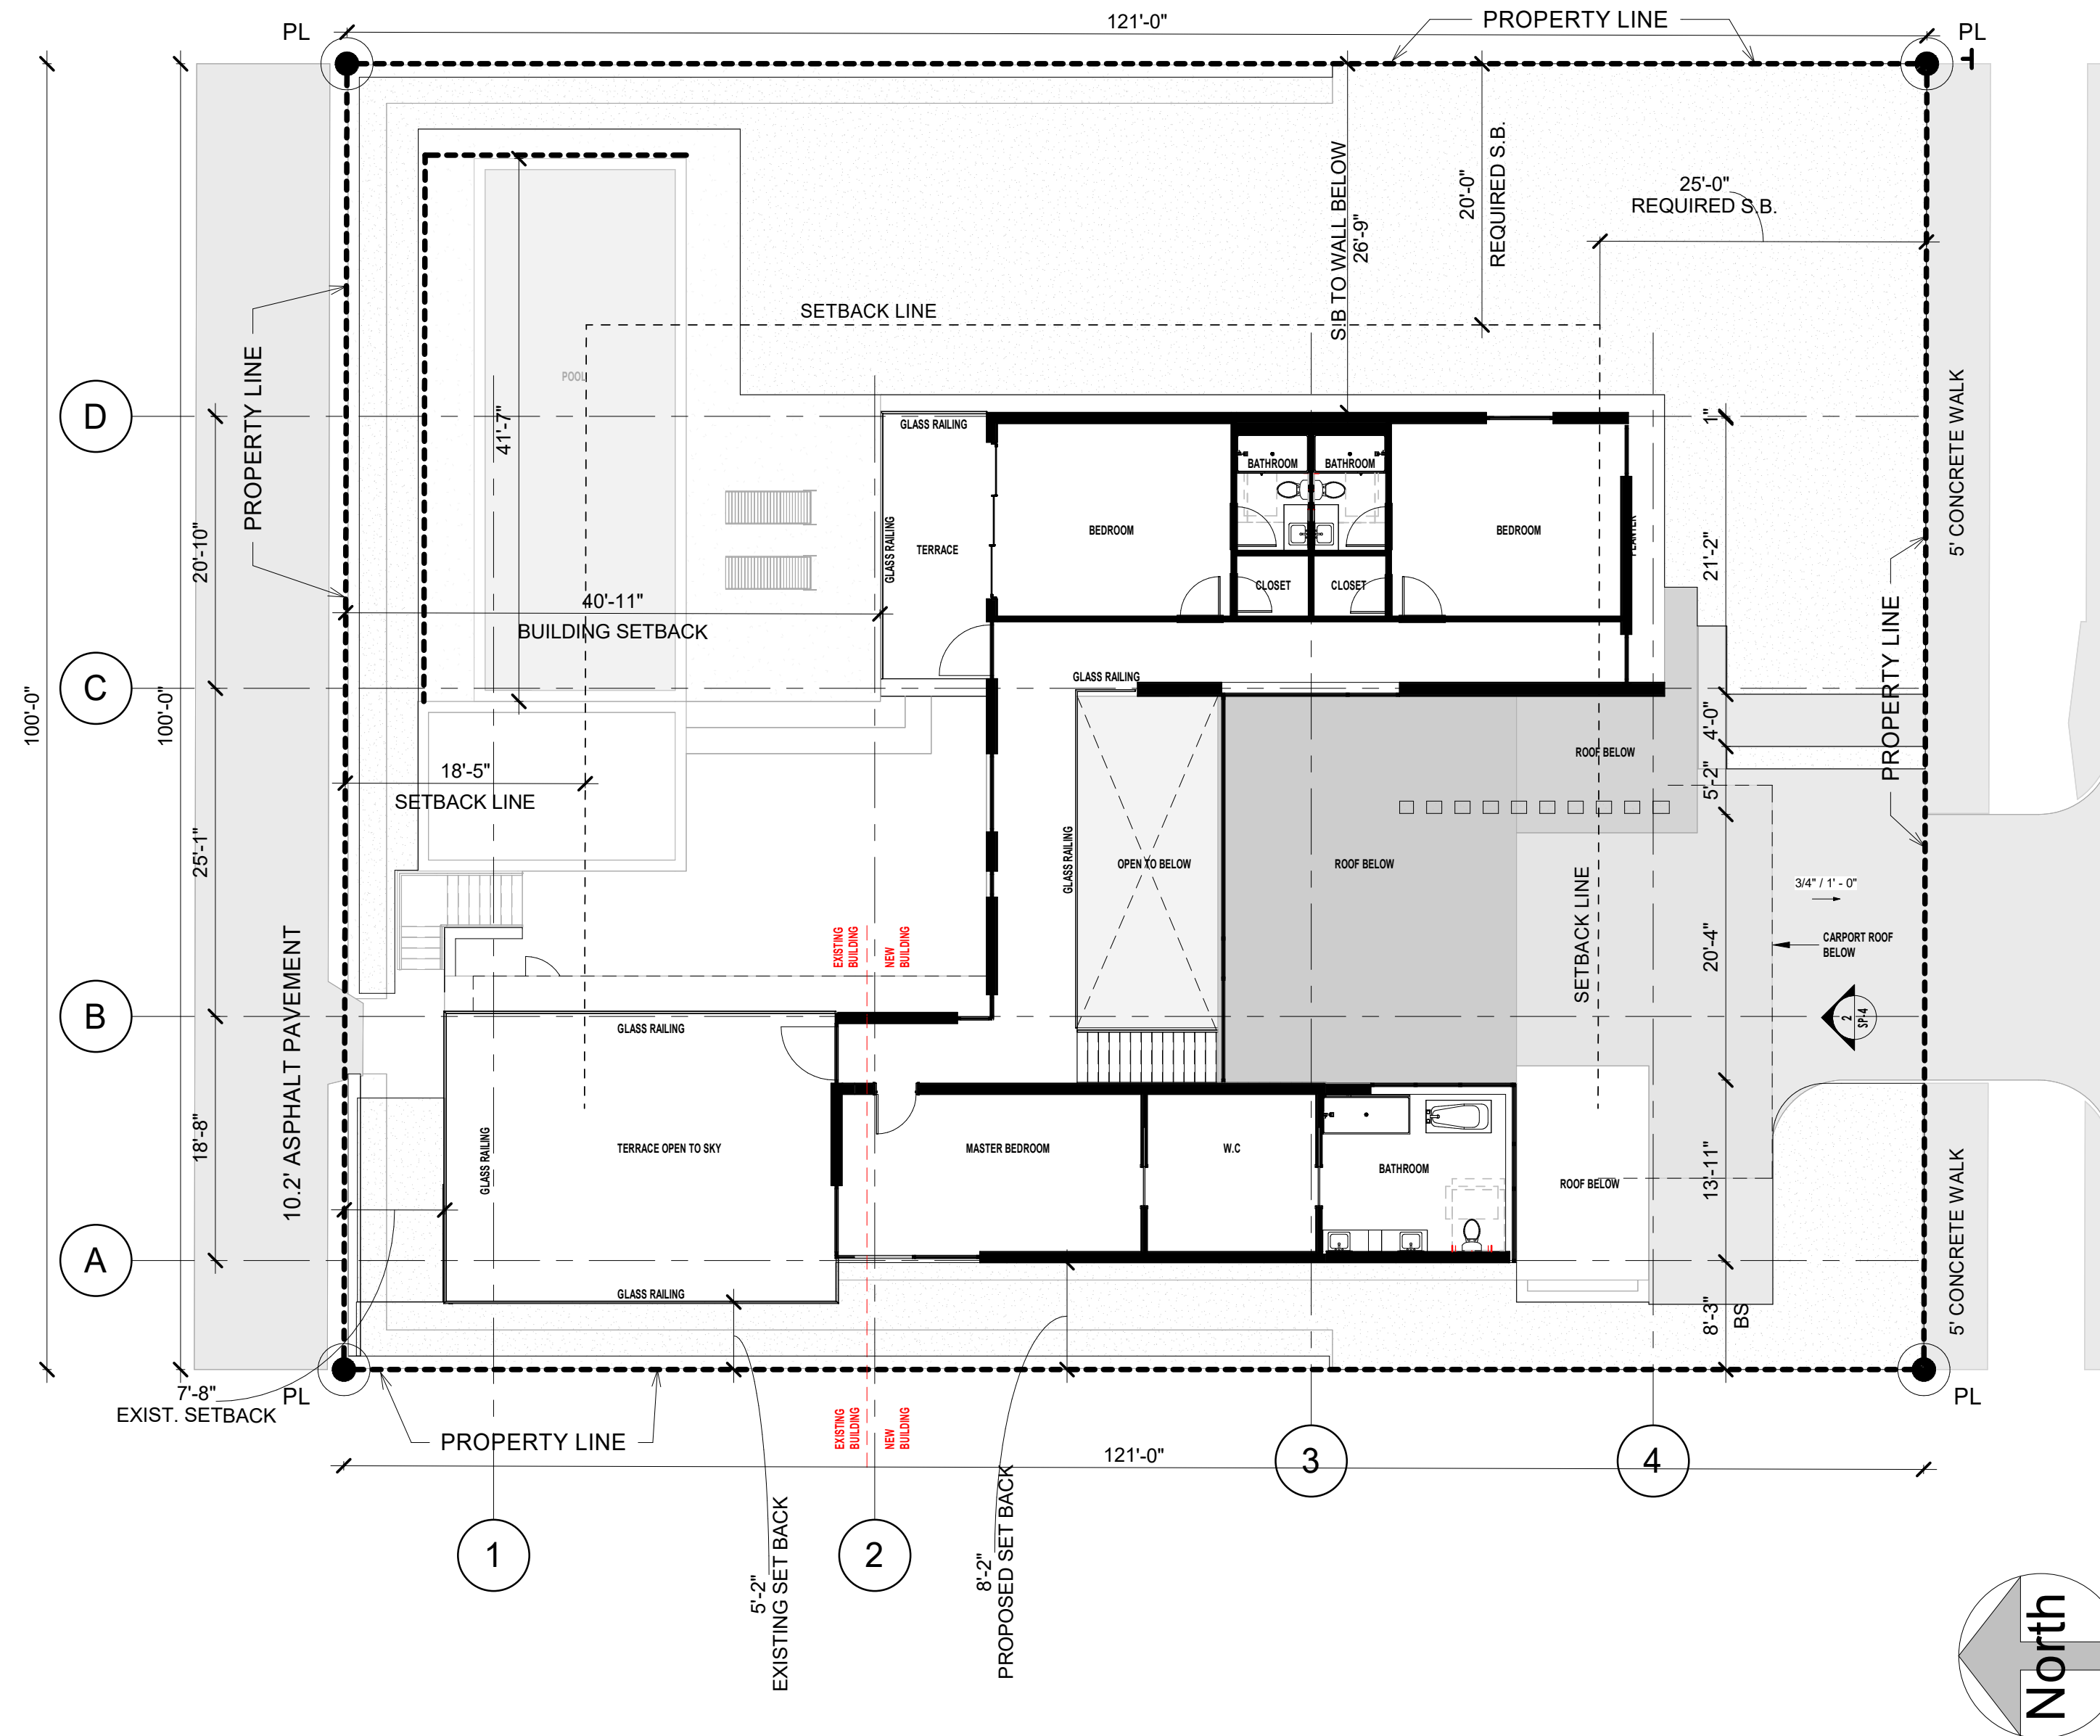 121'-0"
PROPERTY LINE
PL
PL
S.B TO WALL BELOW
26'-9"
20'-0"
REQUIRED S.B.
25'-0"
REQUIRED S.B.
SETBACK LINE
POOL
41'-7"
PROPERTY LINE
5' CONCRETE WALK
D
GLASS RAILING
BATHROOM
BATHROOM
1"
GLASS RAILING
TERRACE
BEDROOM
BEDROOM
PLANTER
20'-10"
21'-2"
CLOSET
CLOSET
40'-11"
BUILDING SETBACK
PROPERTY LINE
C
100'-0"
100'-0"
GLASS RAILING
4'-0"
ROOF BELOW
18'-5"
SETBACK LINE
5'-2"
25'-1"
GLASS RAILING
OPEN TO BELOW
ROOF BELOW
SETBACK LINE
3/4" / 1' - 0"
EXISTING
BUILDING
NEW
BUILDING
20'-4"
CARPORT ROOF
BELOW
B
10.2' ASPHALT PAVEMENT
GLASS RAILING
2
SP-4
18'-8"
GLASS RAILING
TERRACE OPEN TO SKY
MASTER BEDROOM
W.C
BATHROOM
ROOF BELOW
13'-11"
5' CONCRETE WALK
A
GLASS RAILING
8'-3"
BS
7'-8"
EXIST. SETBACK
PL
PL
PROPERTY LINE
EXISTING
BUILDING
NEW
BUILDING
121'-0"
3
4
1
2
5'-2"
EXISTING SET BACK
8'-2"
PROPOSED SET BACK
North